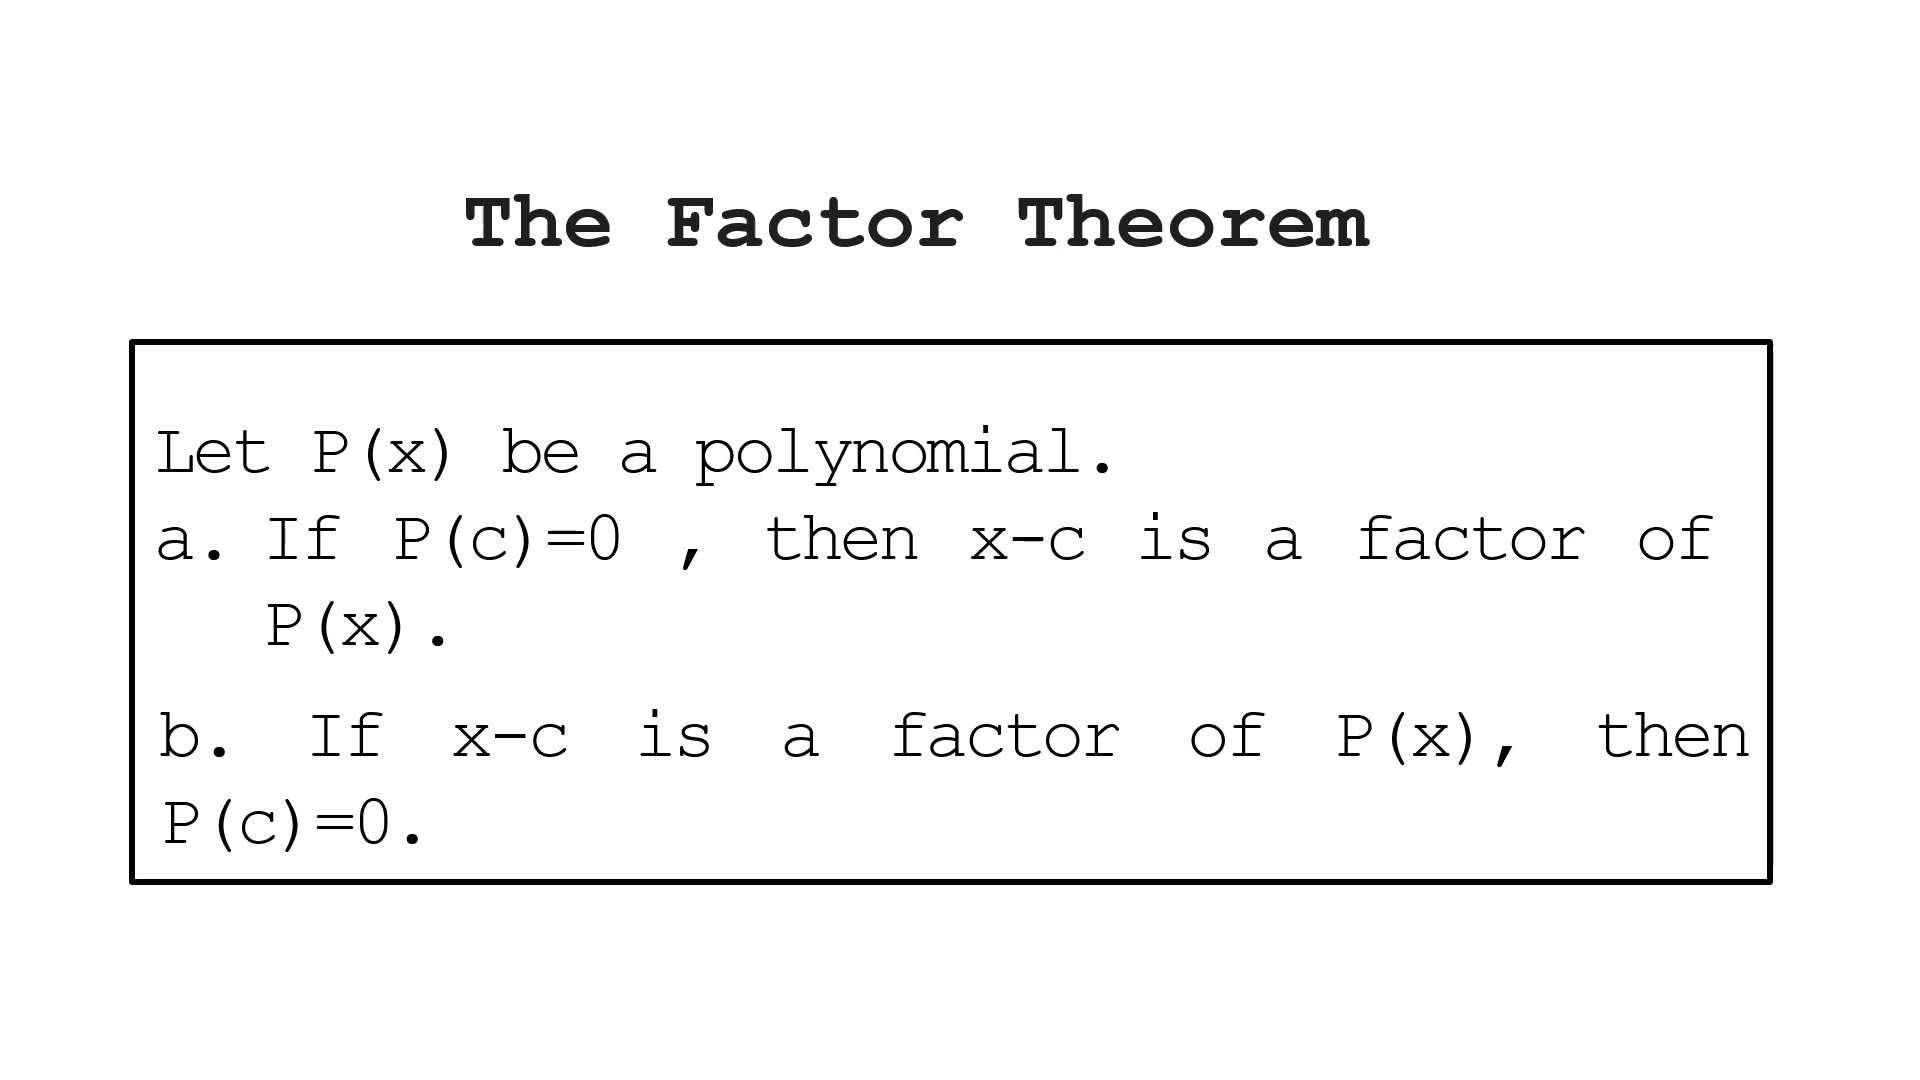 The Factor Theorem
Let P(x) be a polynomial.
a. If P(c)=0 , then x-c is a factor of
P(x).
b. If x-c is a factor of P(x), then
P(c)=0.